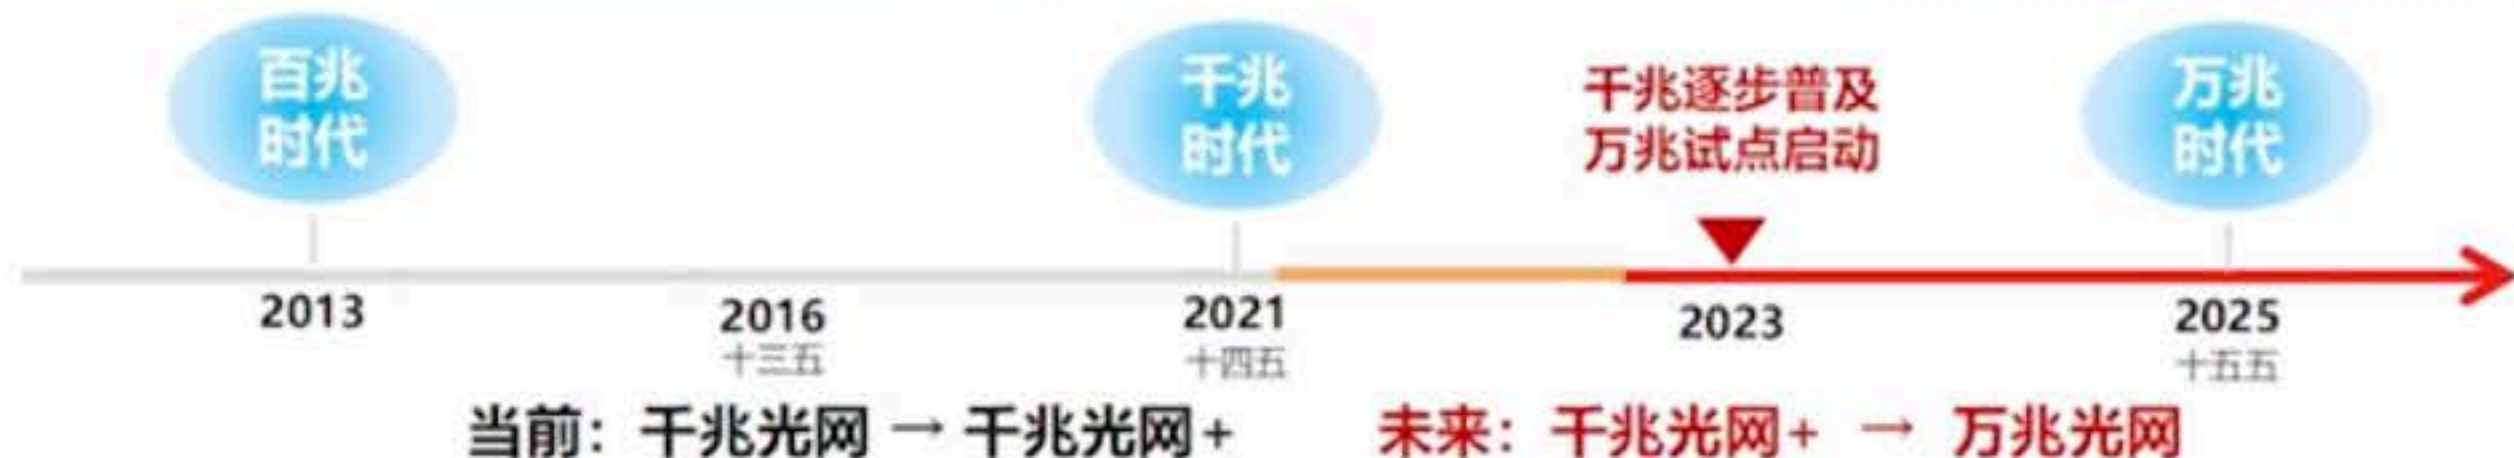 百兆
时代
千兆
时代
千兆逐步普及
万兆试点启动
万兆
时代
2013
2016
十三五
2021
十四五
2023
2025
十五五
当前：千兆光网 → 千兆光网+
未来：千兆光网+ → 万兆光网